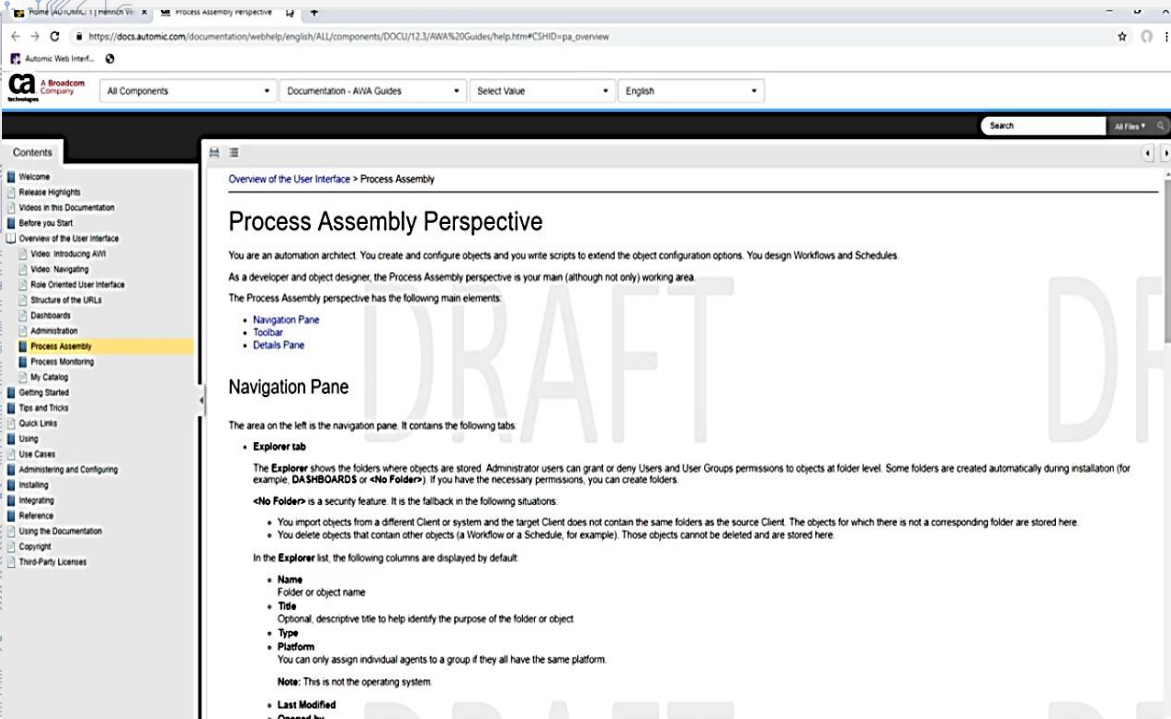 Home [AUTOMIC, 1] Henrich Vi
Process Assembly Perspective
https://docs.automic.com/documentation/webhelp/english/ALL/components/DOCU/12.3/AWA%20Guides/help.htm#CSHID=pa_overview
Automic Web Interf...
ca technologies
A Broadcom Company
All Components
Documentation - AWA Guides
Select Value
English
Search
All Files
Contents
Welcome
Release Highlights
Videos in this Documentation
Before you Start
Overview of the User Interface
Video: Introducing AWI
Video: Navigating
Role Oriented User Interface
Structure of the URLs
Dashboards
Administration
Process Assembly
Process Monitoring
My Catalog
Getting Started
Tips and Tricks
Quick Links
Using
Use Cases
Administering and Configuring
Installing
Integrating
Reference
Using the Documentation
Copyright
Third-Party Licenses
Overview of the User Interface > Process Assembly
Process Assembly Perspective
You are an automation architect. You create and configure objects and you write scripts to extend the object configuration options. You design Workflows and Schedules.
As a developer and object designer, the Process Assembly perspective is your main (although not only) working area.
The Process Assembly perspective has the following main elements:
• Navigation Pane
• Toolbar
• Details Pane
DRAFT
DR
Navigation Pane
The area on the left is the navigation pane. It contains the following tabs:
• Explorer tab
The Explorer shows the folders where objects are stored. Administrator users can grant or deny Users and User Groups permissions to objects at folder level. Some folders are created automatically during installation (for
example, DASHBOARDS or <No Folder>). If you have the necessary permissions, you can create folders.
<No Folder> is a security feature. It is the fallback in the following situations:
You import objects from a different Client or system and the target Client does not contain the same folders as the source Client. The objects for which there is not a corresponding folder are stored here.
You delete objects that contain other objects (a Workflow or a Schedule, for example). Those objects cannot be deleted and are stored here.
In the Explorer list, the following columns are displayed by default:
Name
Folder or object name
Title
Optional, descriptive title to help identify the purpose of the folder or object
Type
Platform
You can only assign individual agents to a group if they all have the same platform.
Note: This is not the operating system.
Last Modified
Opened by